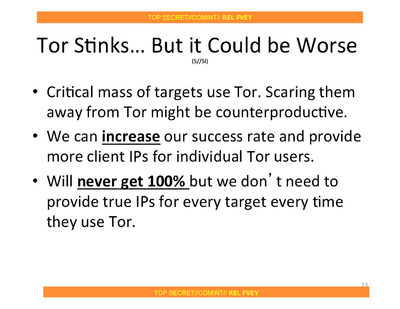 TOP SECRET//COMINT// REL FVEY
Tor Stinks... But it Could be Worse
(S//SI)
• Critical mass of targets use Tor. Scaring them
away from Tor might be counterproductive.
• We can increase our success rate and provide
more client IPs for individual Tor users.
• Will never get 100% but we don't need to
provide true IPs for every target every time
they use Tor.
23
TOP SECRET//COMINT// REL FVEY